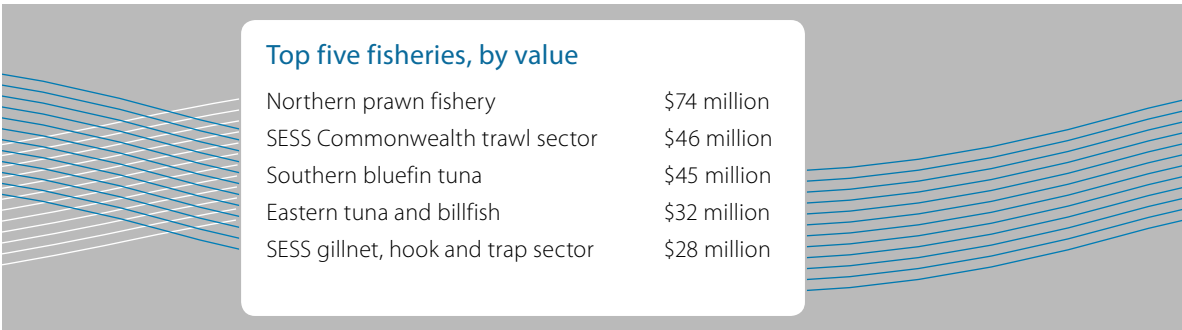 Top five fisheries, by value
Northern prawn fishery $74 million
SESS Commonwealth trawl sector $46 million
Southern bluefin tuna $45 million
Eastern tuna and billfish $32 million
SESS gillnet, hook and trap sector $28 million